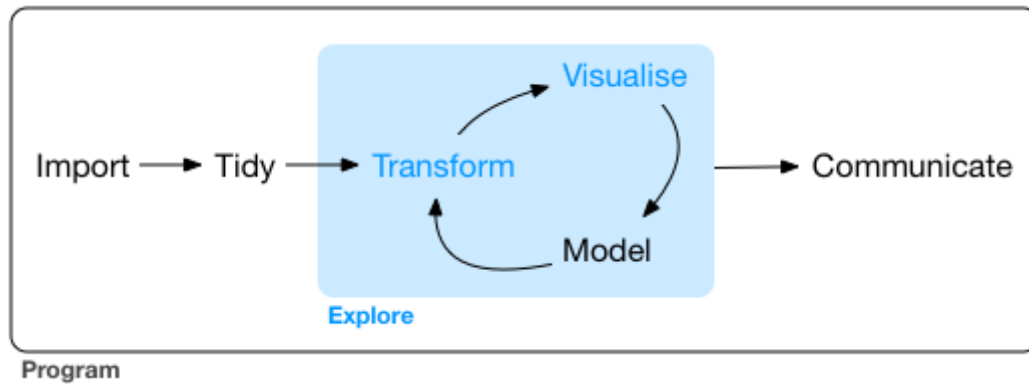 Visualise
Import
Tidy
Transform
Communicate
Model
Explore
Program